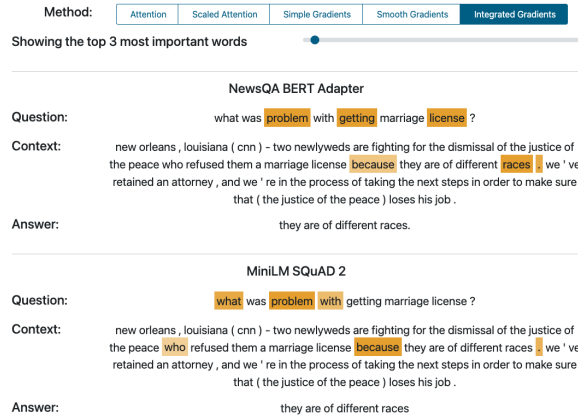 Method: Attention Scaled Attention Simple Gradients Smooth Gradients Integrated Gradients
Showing the top 3 most important words
NewsQA BERT Adapter
Question: what was problem with getting marriage license ?
Context: new orleans , louisiana ( cnn ) - two newlyweds are fighting for the dismissal of the justice of
the peace who refused them a marriage license because they are of different races . we ' ve
retained an attorney , and we ' re in the process of taking the next steps in order to make sure
that ( the justice of the peace ) loses his job .
Answer: they are of different races.
MiniLM SQuAD 2
Question: what was problem with getting marriage license ?
Context: new orleans , louisiana ( cnn ) - two newlyweds are fighting for the dismissal of the justice of
the peace who refused them a marriage license because they are of different races . we ' ve
retained an attorney , and we ' re in the process of taking the next steps in order to make sure
that ( the justice of the peace ) loses his job .
Answer: they are of different races